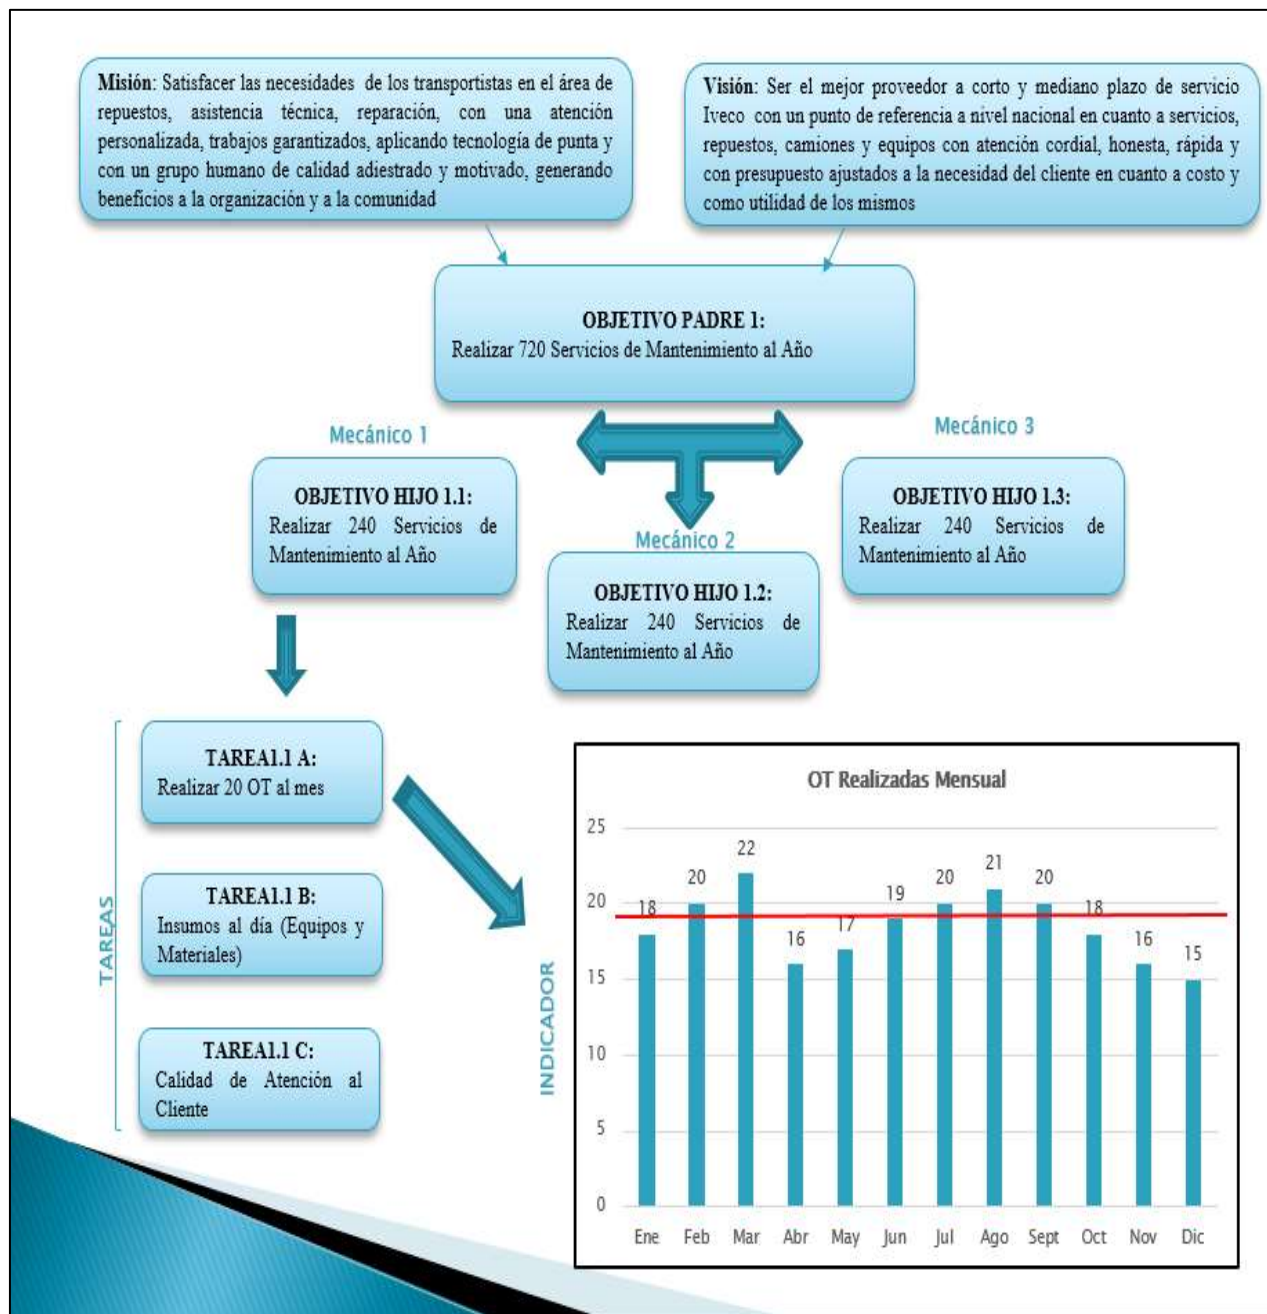 Misión: Satisfacer las necesidades de los transportistas en el área de
repuestos, asistencia técnica, reparación, con una atención
personalizada, trabajos garantizados, aplicando tecnología de punta y
con un grupo humano de calidad adiestrado y motivado, generando
beneficios a la organización y a la comunidad
Visión: Ser el mejor proveedor a corto y mediano plazo de servicio
Iveco con un punto de referencia a nivel nacional en cuanto a servicios,
repuestos, camiones y equipos con atención cordial, honesta, rápida y
con presupuesto ajustados a la necesidad del cliente en cuanto a costo y
como utilidad de los mismos
OBJETIVO PADRE 1:
Realizar 720 Servicios de Mantenimiento al Año
Mecánico 1
OBJETIVO HIJO 1.1:
Realizar 240 Servicios de
Mantenimiento al Año
Mecánico 2
OBJETIVO HIJO 1.2:
Realizar 240 Servicios de
Mantenimiento al Año
Mecánico 3
OBJETIVO HIJO 1.3:
Realizar 240 Servicios de
Mantenimiento al Año
TAREAS
TAREA1.1 A:
Realizar 20 OT al mes
TAREA1.1 B:
Insumos al día (Equipos y
Materiales)
TAREA1.1 C:
Calidad de Atención al
Cliente
INDICADOR
OT Realizadas Mensual
25
20
15
10
5
0
18
20
22
16
17
19
20
21
20
18
16
15
Ene Feb Mar Abr May Jun Jul Ago Sept Oct Nov Dic